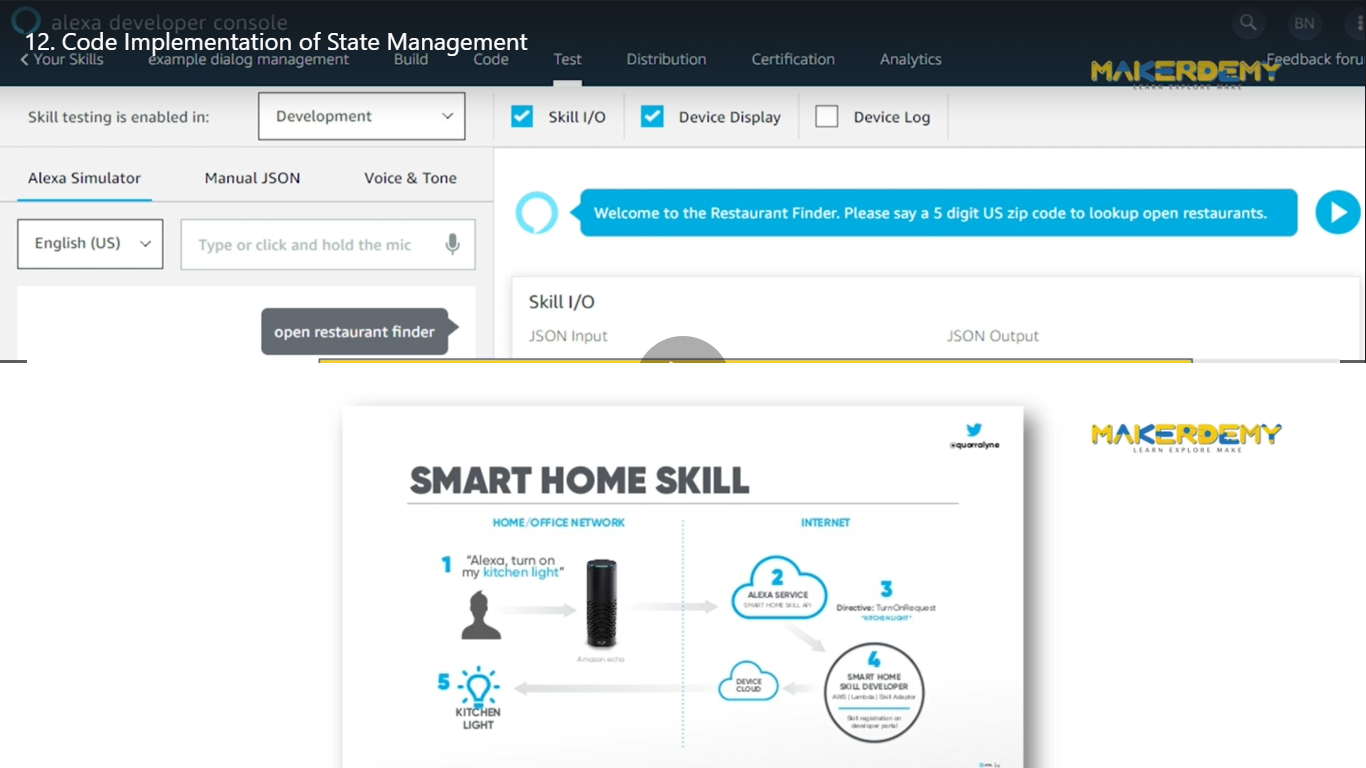 alexa developer console
BN
12. Code Implementation of State Management
Your Skills
example dialog management
Build
Code
Test
Distribution
Certification
Analytics
Feedback foru
MAKERDEMY
LEARN EXPLORE MAKE
Skill testing is enabled in:
Development
Skill I/O
Device Display
Device Log
Alexa Simulator
Manual JSON
Voice & Tone
English (US)
Type or click and hold the mic
open restaurant finder
Welcome to the Restaurant Finder. Please say a 5 digit US zip code to lookup open restaurants.
Skill I/O
JSON Input
JSON Output
MAKERDEMY
LEARN EXPLORE MAKE
@quorralyne
SMART HOME SKILL
HOME/OFFICE NETWORK
INTERNET
1
"Alexa, turn on
my kitchen light"
Amazon echo
2
ALEXA SERVICE
SMART HOME SKILL API
3
Directive: TurnOnRequest
"KITCHEN LIGHT"
4
SMART HOME
SKILL DEVELOPER
AWS | Lambda | Skill Adapter
Skill registration on
developer portal
DEVICE
CLOUD
5
KITCHEN
LIGHT